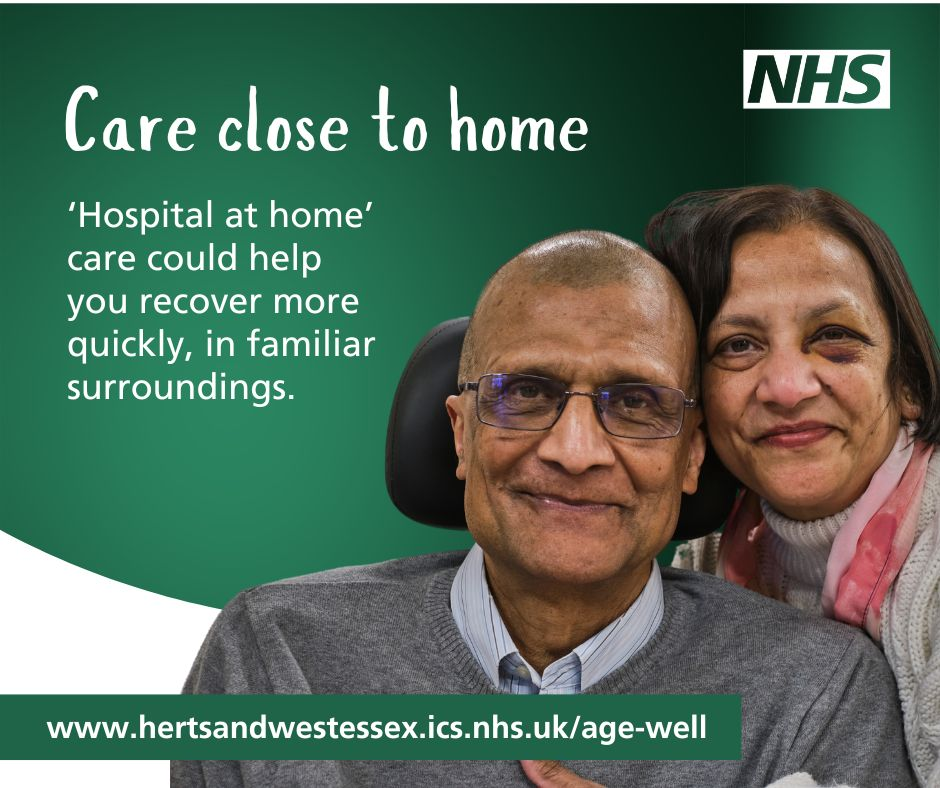 NHS
Care close to home
‘Hospital at home’
care could help
you recover more
quickly, in familiar
surroundings.
www.hertsandwestessex.ics.nhs.uk/age-well